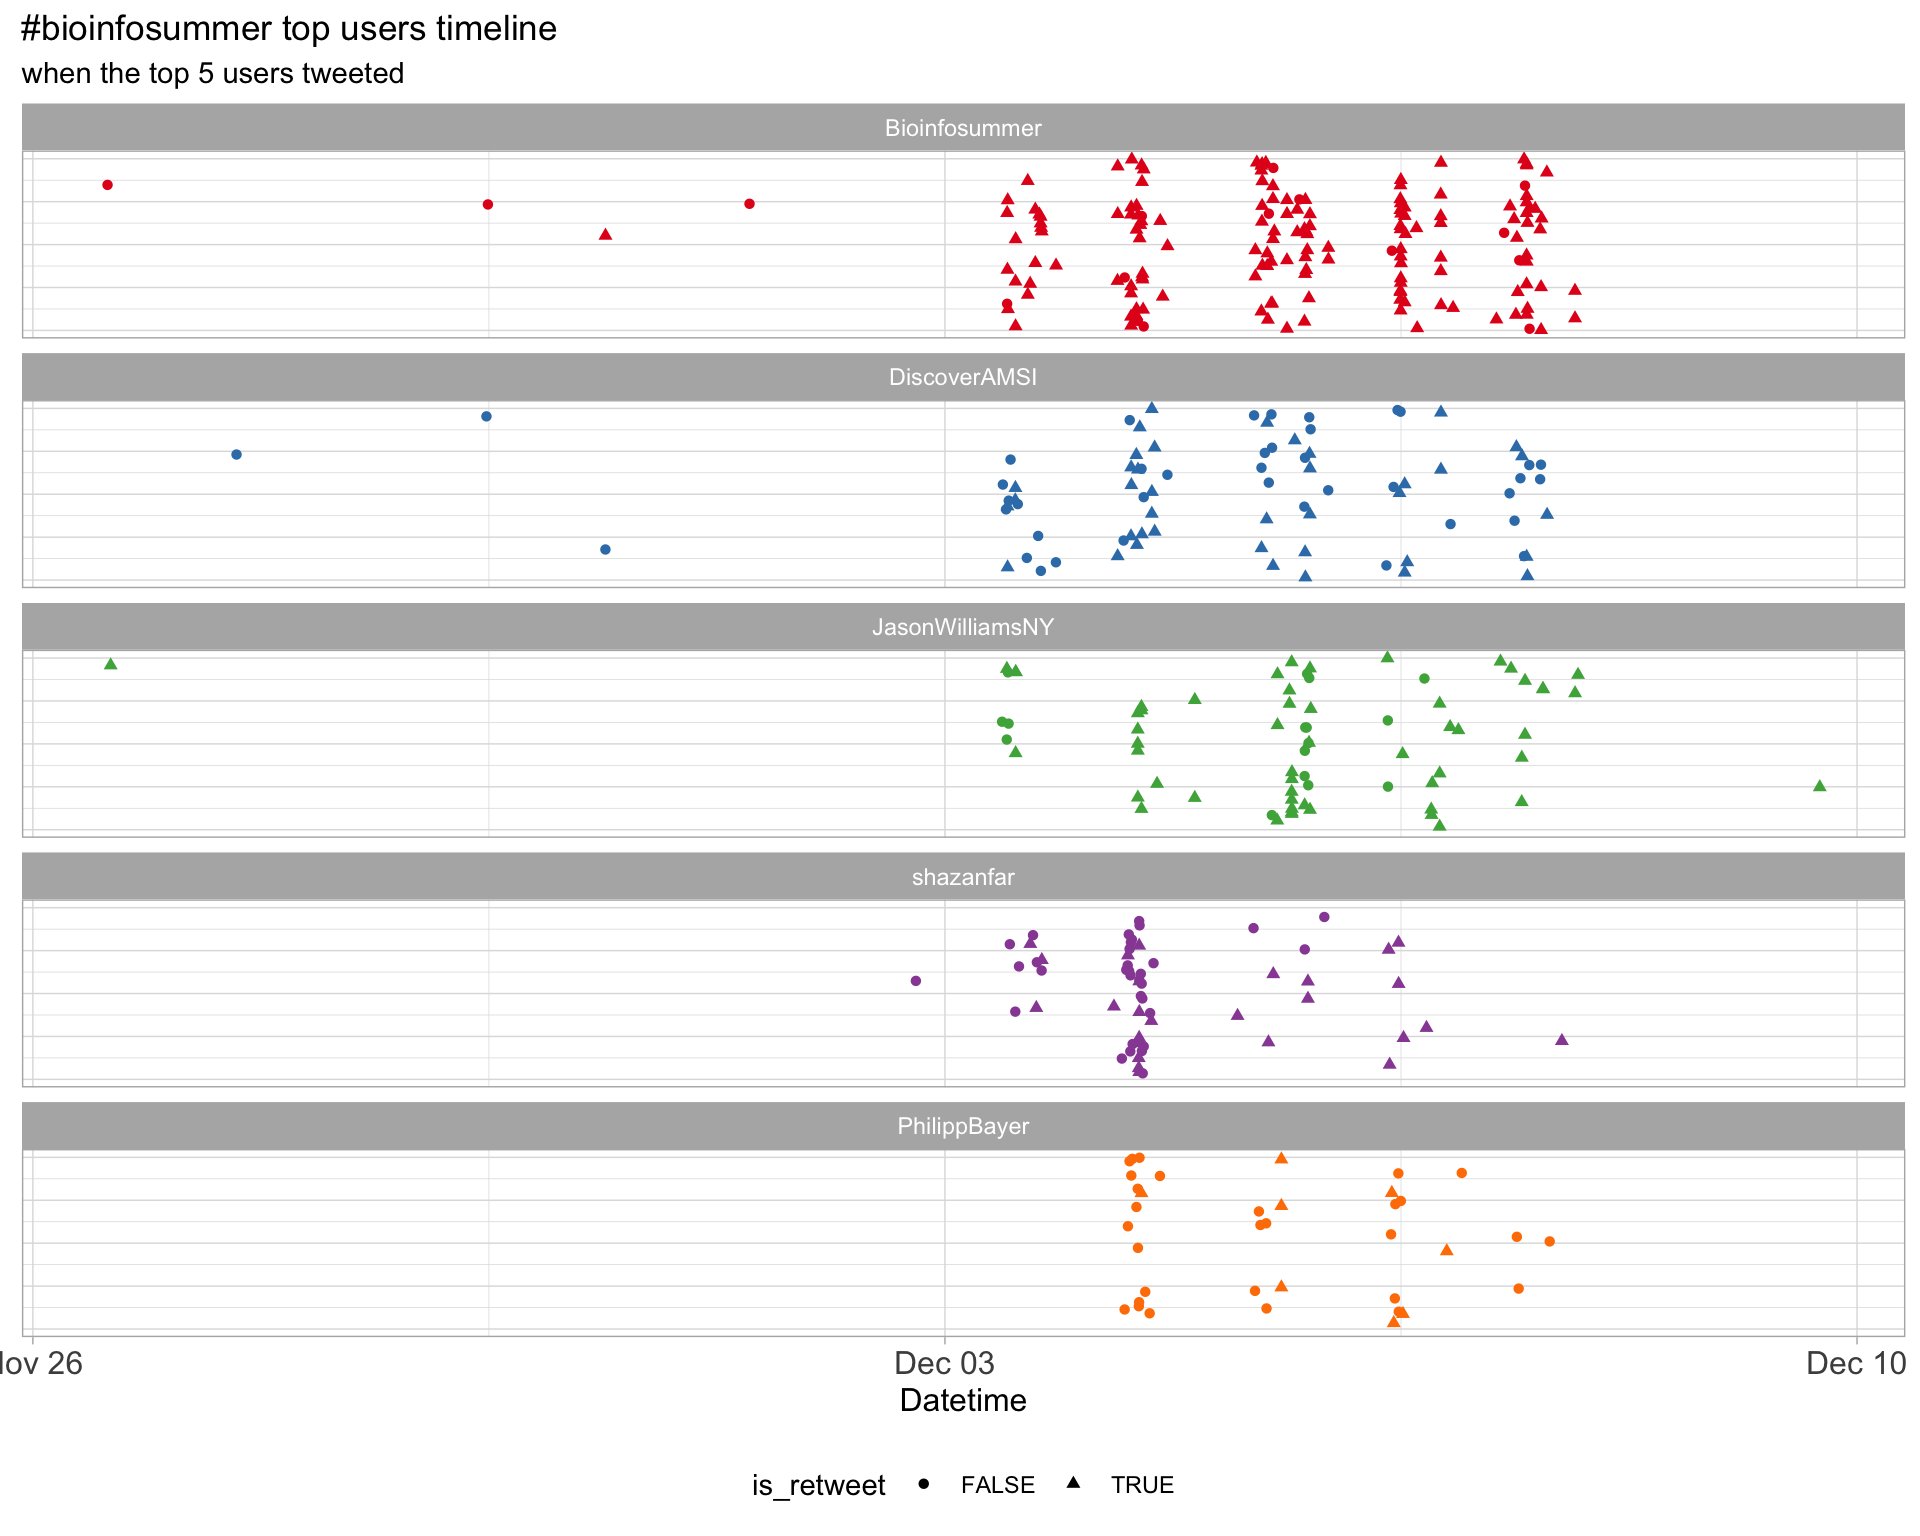 #bioinfosummer top users timeline
when the top 5 users tweeted
Bioinfosummer
DiscoverAMSI
JasonWilliamsNY
shazanfar
PhilippBayer
ov 26 Dec 03 Dec 10
Datetime
is_retweet FALSE TRUE